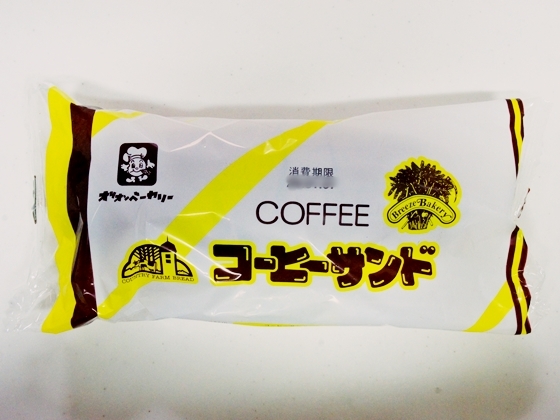 オオッベーカリー
消費期限
COFFEE
Breeze Bakery
コーヒーサンド
COUNTRY FARM BREAD